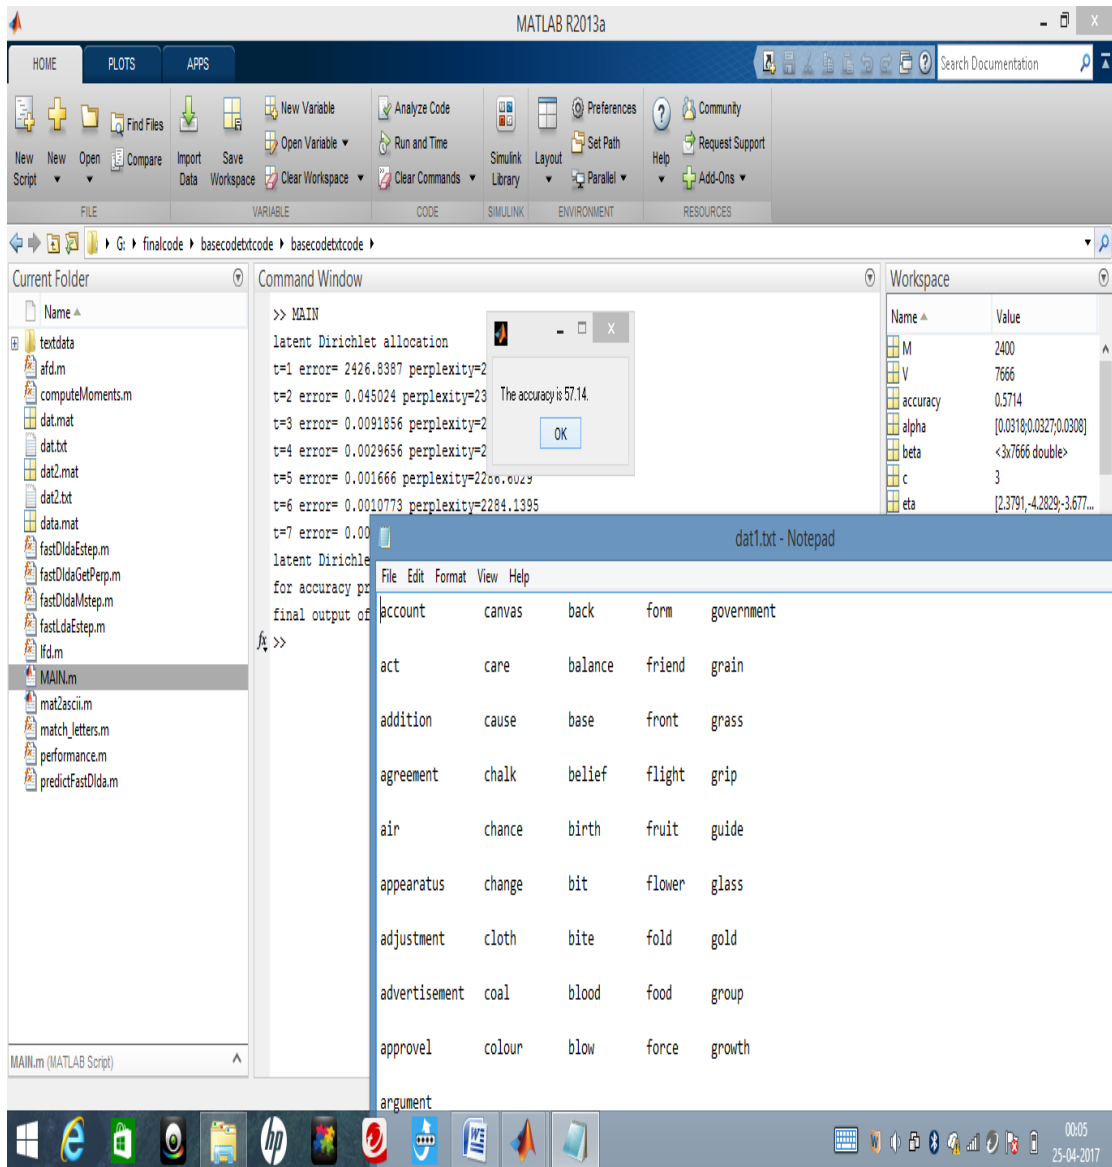 MATLAB R2013a
HOME PLOTS APPS
Search Documentation
New Script
New
Open
Find Files
Compare
Import Data
Save Workspace
New Variable
Open Variable
Clear Workspace
Analyze Code
Run and Time
Clear Commands
Simulink Library
Layout
Preferences
Set Path
Parallel
Help
Community
Request Support
Add-Ons
FILE VARIABLE CODE SIMULINK ENVIRONMENT RESOURCES
G: finalcode basecodetxtcode basecodetxtcode
Current Folder
Name
textdata
afd.m
computeMoments.m
dat.mat
dat.txt
dat2.mat
dat2.txt
data.mat
fastDldaEstep.m
fastDldaGetPerp.m
fastDldaMstep.m
fastLdaEstep.m
lfd.m
MAIN.m
mat2ascii.m
match_letters.m
performance.m
predictFastDlda.m
MAIN.m (MATLAB Script)
Command Window
>> MAIN
latent Dirichlet allocation
t=1 error= 2426.8387 perplexity=2
t=2 error= 0.045024 perplexity=23
t=3 error= 0.0091856 perplexity=2
t=4 error= 0.0029656 perplexity=2
t=5 error= 0.001666 perplexity=2286.6029
t=6 error= 0.0010773 perplexity=2284.1395
t=7 error= 0.00
latent Dirichle
for accuracy pr
final output of
fx >>
The accuracy is 57.14.
OK
Workspace
Name Value
M 2400
V 7666
accuracy 0.5714
alpha [0.0318;0.0327;0.0308]
beta <3x7666 double>
c 3
eta [2.3791,-4.2829;-3.677...
dat1.txt - Notepad
File Edit Format View Help
account canvas back form government
act care balance friend grain
addition cause base front grass
agreement chalk belief flight grip
air chance birth fruit guide
appearatus change bit flower glass
adjustment cloth bite fold gold
advertisement coal blood food group
approvel colour blow force growth
argument
00:05
25-04-2017